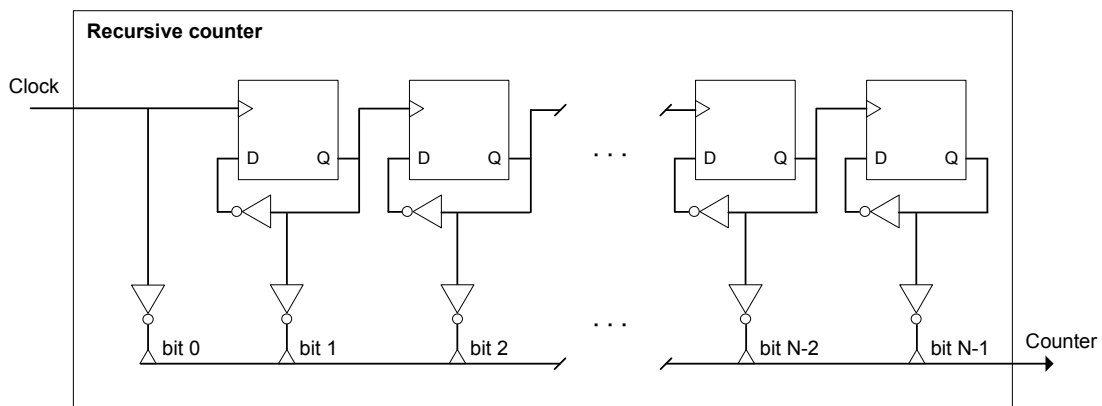 Recursive counter
Clock
D Q D Q D Q D Q
. . .
. . .
bit 0 bit 1 bit 2 bit N-2 bit N-1
Counter